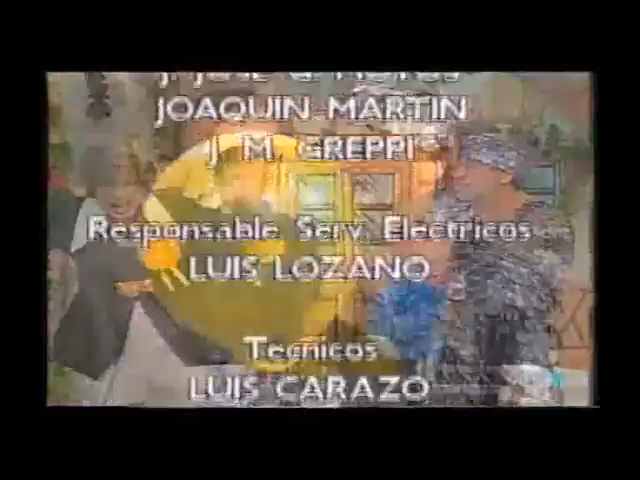 JOAQUIN MARTIN
J. M. GREPPI
Responsable Serv. Electricos
LUIS LOZANO
Tecnicos
LUIS CARAZO